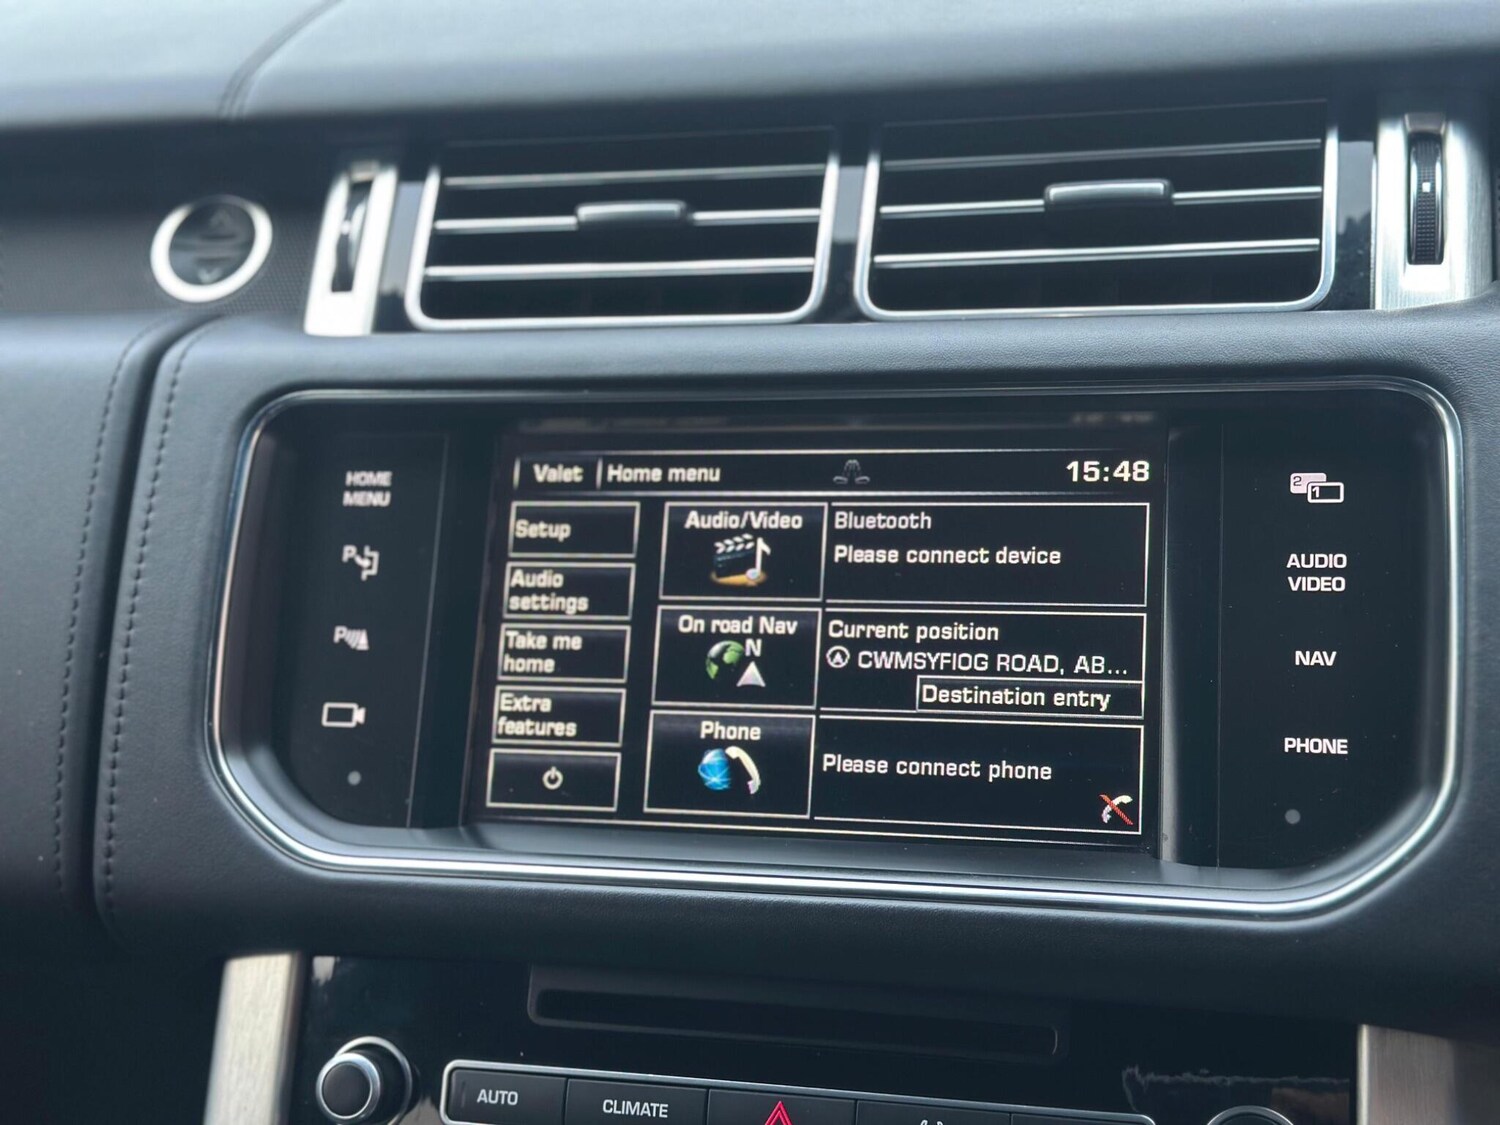 HOME
MENU
P
P
Valet
Home menu
15:48
Setup
Audio
settings
Take me
home
Extra
features
Audio/Video
On road Nav
N
Phone
Bluetooth
Please connect device
Current position
CWMSYFIOG ROAD, AB...
Destination entry
Please connect phone
2
1
AUDIO
VIDEO
NAV
PHONE
AUTO
CLIMATE